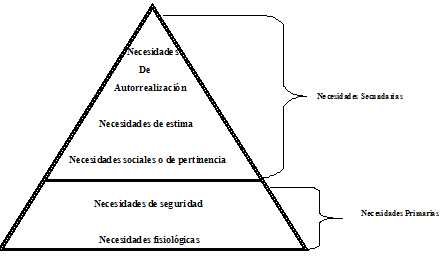 Necesidades
De
Autorrealización
Necesidades Secundarias
Necesidades de estima
Necesidades sociales o de pertinencia
Necesidades de seguridad
Necesidades Primarias
Necesidades fisiológicas